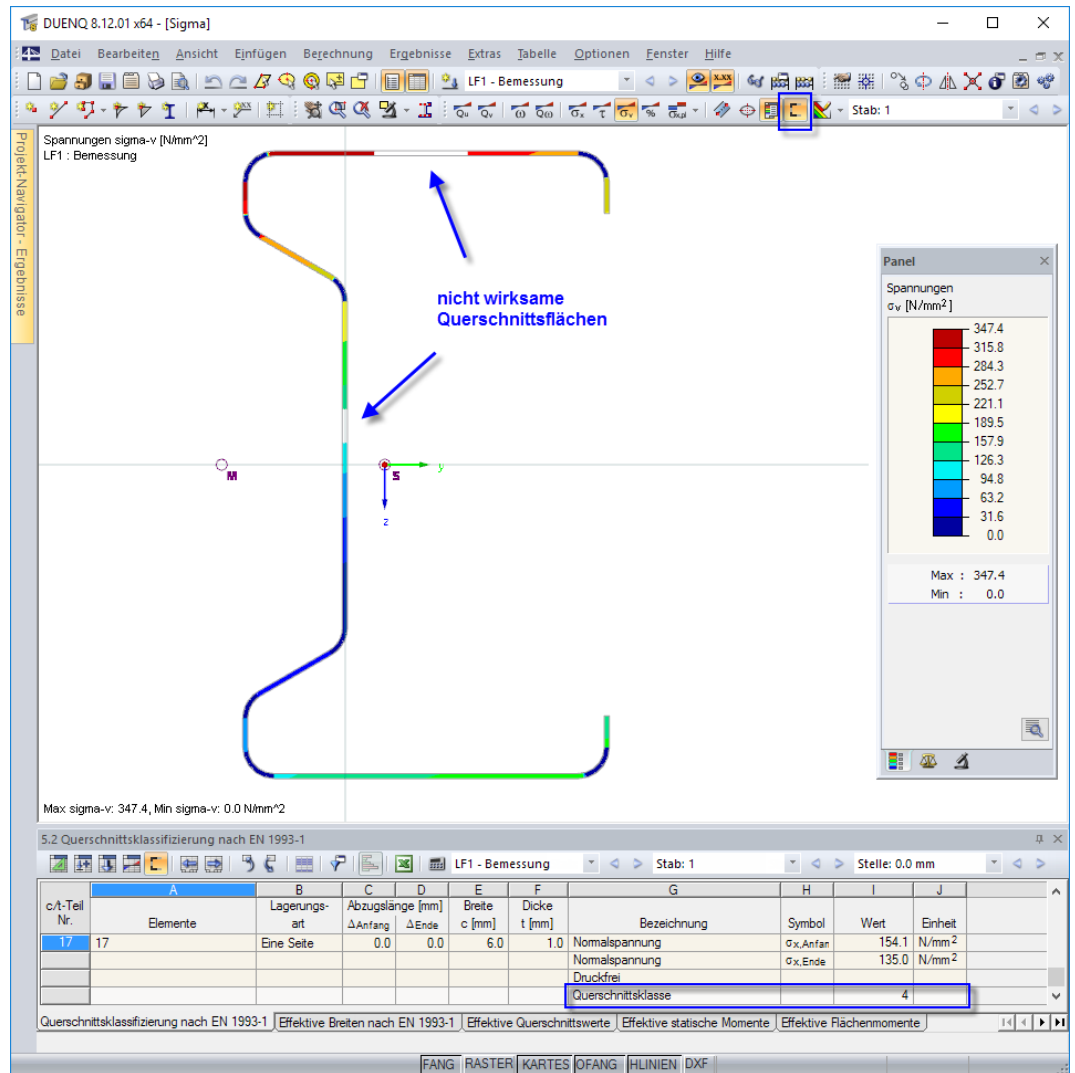 DUENQ 8.12.01 x64 - [Sigma]
Datei Bearbeiten Ansicht Einfügen Berechnung Ergebnisse Extras Tabelle Optionen Fenster Hilfe
LF1 - Bemessung
x.xx
Qu Qv ω Qω σx τ σv % σx,pl Stab: 1
Projekt-Navigator - Ergebnisse
Spannungen sigma-v [N/mm^2]
LF1 : Bemessung
nicht wirksame
Querschnittsflächen
M
S
y
z
Panel
Spannungen
σv [N/mm²]
347.4
315.8
284.3
252.7
221.1
189.5
157.9
126.3
94.8
63.2
31.6
0.0
Max : 347.4
Min : 0.0
Max sigma-v: 347.4, Min sigma-v: 0.0 N/mm^2
5.2 Querschnittsklassifizierung nach EN 1993-1
LF1 - Bemessung Stab: 1 Stelle: 0.0 mm
A B C D E F G H I J
c/t-Teil Lagerungs- Abzugslänge [mm] Breite Dicke
Nr. Elemente art ΔAnfang ΔEnde c [mm] t [mm] Bezeichnung Symbol Wert Einheit
17 17 Eine Seite 0.0 0.0 6.0 1.0 Normalspannung σx,Anfan 154.1 N/mm²
Normalspannung σx,Ende 135.0 N/mm²
Druckfrei
Querschnittsklasse 4
Querschnittsklassifizierung nach EN 1993-1 Effektive Breiten nach EN 1993-1 Effektive Querschnittswerte Effektive statische Momente Effektive Flächenmomente
FANG RASTER KARTES OFANG HLINIEN DXF